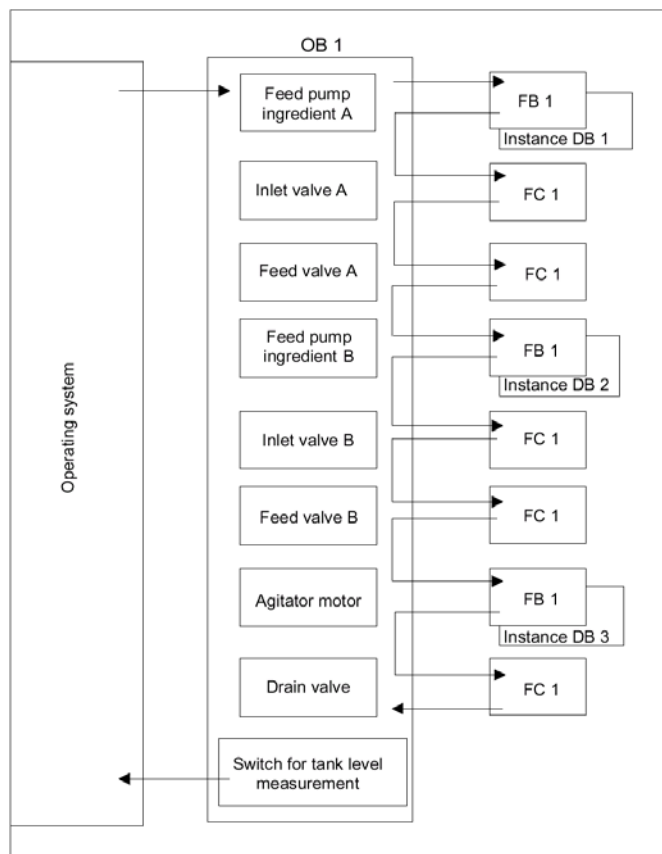 OB 1
Operating system
Feed pump
ingredient A
FB 1
Instance DB 1
Inlet valve A
FC 1
Feed valve A
FC 1
Feed pump
ingredient B
FB 1
Instance DB 2
Inlet valve B
FC 1
Feed valve B
FC 1
Agitator motor
FB 1
Instance DB 3
Drain valve
FC 1
Switch for tank level
measurement